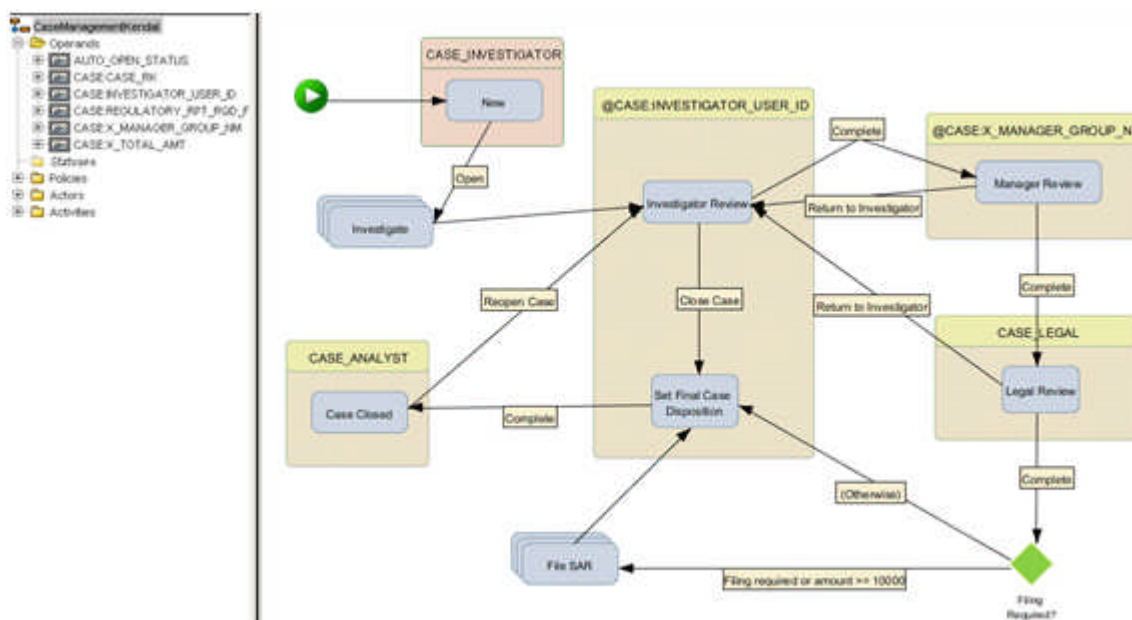 CaseManagementKendal
Operands
AUTO_OPEN_STATUS
CASE:CASE_RK
CASE:INVESTIGATOR_USER_ID
CASE:REGULATORY_RPT_RGD_F
CASE:X_MANAGER_GROUP_NM
CASE:X_TOTAL_AMT
Statuses
Policies
Actors
Activities
CASE_INVESTIGATOR
New
Open
Investigate
@CASE:INVESTIGATOR_USER_ID
Investigator Review
Complete
@CASE:X_MANAGER_GROUP_N
Manager Review
Return to Investigator
Reopen Case
Close Case
Return to Investigator
Complete
CASE_ANALYST
Case Closed
CASE_LEGAL
Legal Review
Set Final Case
Disposition
Complete
(Otherwise)
Complete
File SAR
Filing required or amount >= 10000
Filing
Required?